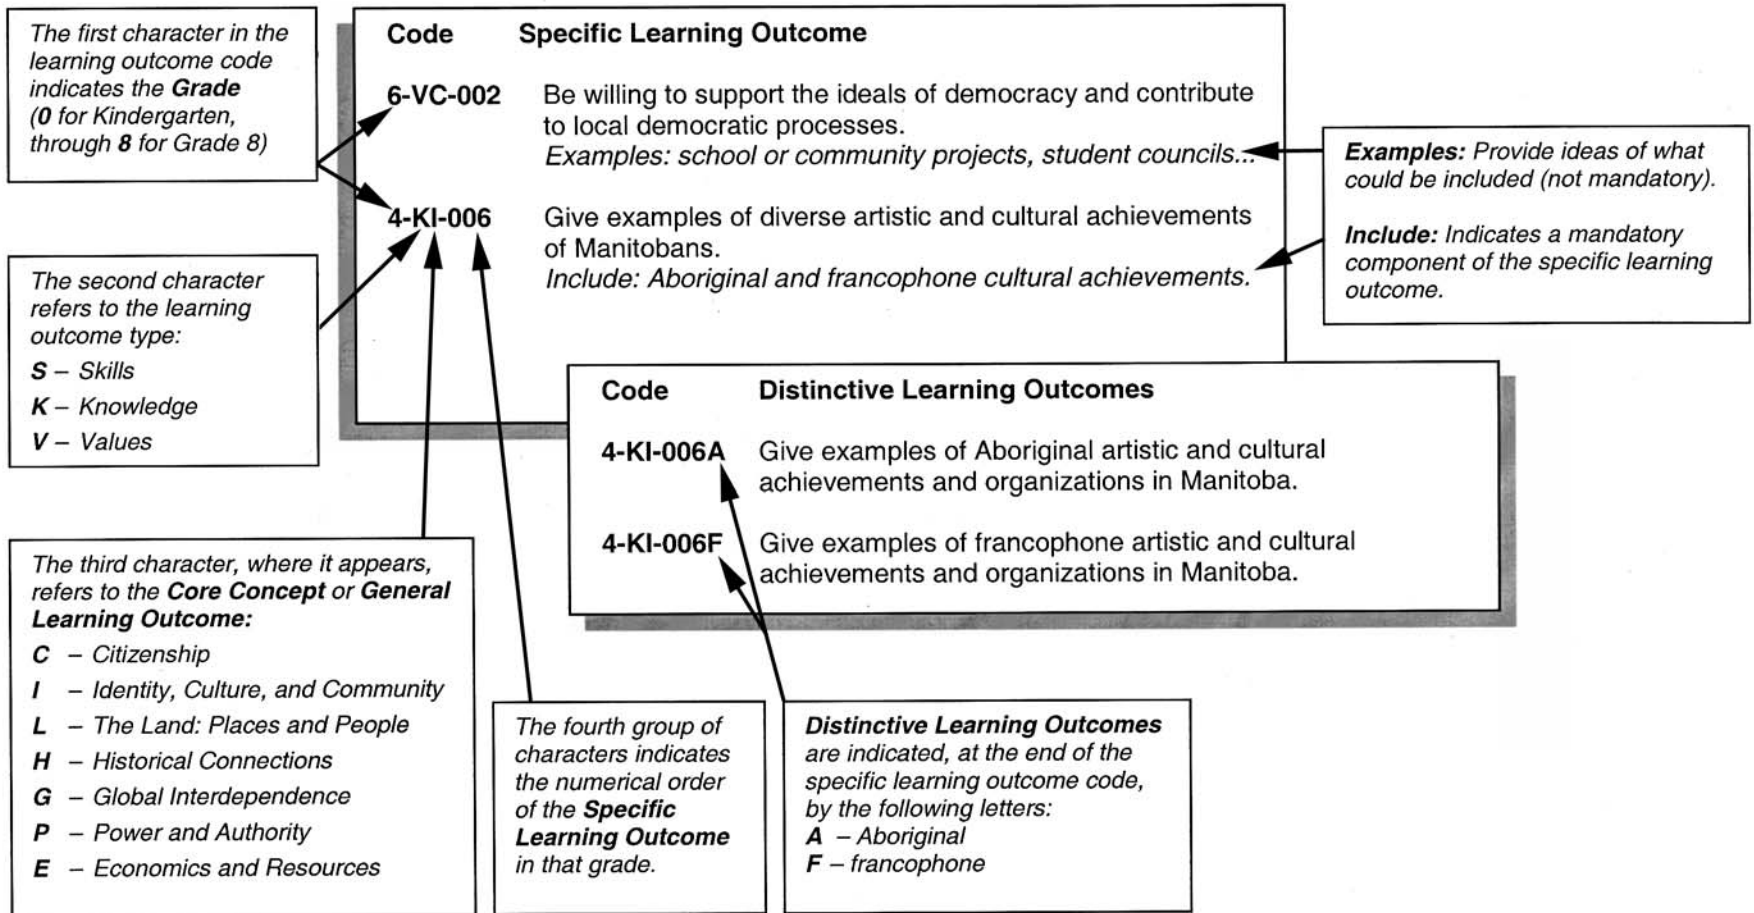 The first character in the
learning outcome code
indicates the Grade
(0 for Kindergarten,
through 8 for Grade 8)
Code Specific Learning Outcome
6-VC-002 Be willing to support the ideals of democracy and contribute
to local democratic processes.
Examples: school or community projects, student councils...
4-KI-006 Give examples of diverse artistic and cultural achievements
of Manitobans.
Include: Aboriginal and francophone cultural achievements.
Examples: Provide ideas of what
could be included (not mandatory).
Include: Indicates a mandatory
component of the specific learning
outcome.
The second character
refers to the learning
outcome type:
S – Skills
K – Knowledge
V – Values
Code Distinctive Learning Outcomes
4-KI-006A Give examples of Aboriginal artistic and cultural
achievements and organizations in Manitoba.
4-KI-006F Give examples of francophone artistic and cultural
achievements and organizations in Manitoba.
The third character, where it appears,
refers to the Core Concept or General
Learning Outcome:
C – Citizenship
I – Identity, Culture, and Community
L – The Land: Places and People
H – Historical Connections
G – Global Interdependence
P – Power and Authority
E – Economics and Resources
The fourth group of
characters indicates
the numerical order
of the Specific
Learning Outcome
in that grade.
Distinctive Learning Outcomes
are indicated, at the end of the
specific learning outcome code,
by the following letters:
A – Aboriginal
F – francophone